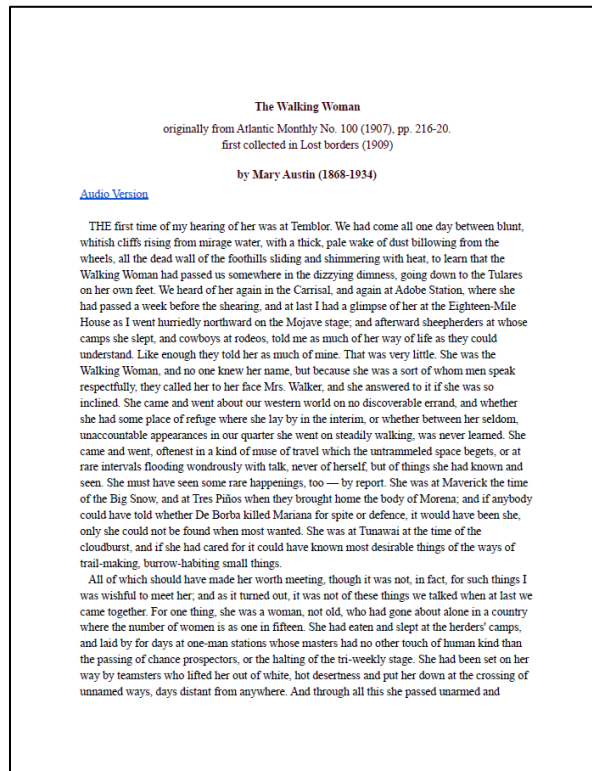 The Walking Woman
originally from Atlantic Monthly No. 100 (1907), pp. 216-20.
first collected in Lost borders (1909)
by Mary Austin (1868-1934)
Audio Version
THE first time of my hearing of her was at Temblor. We had come all one day between blunt,
whitish cliffs rising from mirage water, with a thick, pale wake of dust billowing from the
wheels, all the dead wall of the foothills sliding and shimmering with heat, to learn that the
Walking Woman had passed us somewhere in the dizzying dimness, going down to the Tulares
on her own feet. We heard of her again in the Carrisal, and again at Adobe Station, where she
had passed a week before the shearing, and at last I had a glimpse of her at the Eighteen-Mile
House as I went hurriedly northward on the Mojave stage; and afterward sheepherders at whose
camps she slept, and cowboys at rodeos, told me as much of her way of life as they could
understand. Like enough they told her as much of mine. That was very little. She was the
Walking Woman, and no one knew her name, but because she was a sort of whom men speak
respectfully, they called her to her face Mrs. Walker, and she answered to it if she was so
inclined. She came and went about our western world on no discoverable errand, and whether
she had some place of refuge where she lay by in the interim, or whether between her seldom,
unaccountable appearances in our quarter she went on steadily walking, was never learned. She
came and went, oftenest in a kind of muse of travel which the untrammeled space begets, or at
rare intervals flooding wondrously with talk, never of herself, but of things she had known and
seen. She must have seen some rare happenings, too — by report. She was at Maverick the time
of the Big Snow, and at Tres Piños when they brought home the body of Morena; and if anybody
could have told whether De Borba killed Mariana for spite or defence, it would have been she,
only she could not be found when most wanted. She was at Tunawai at the time of the
cloudburst, and if she had cared for it could have known most desirable things of the ways of
trail-making, burrow-habiting small things.
All of which should have made her worth meeting, though it was not, in fact, for such things I
was wishful to meet her; and as it turned out, it was not of these things we talked when at last we
came together. For one thing, she was a woman, not old, who had gone about alone in a country
where the number of women is as one in fifteen. She had eaten and slept at the herders' camps,
and laid by for days at one-man stations whose masters had no other touch of human kind than
the passing of chance prospectors, or the halting of the tri-weekly stage. She had been set on her
way by teamsters who lifted her out of white, hot desertness and put her down at the crossing of
unnamed ways, days distant from anywhere. And through all this she passed unarmed and